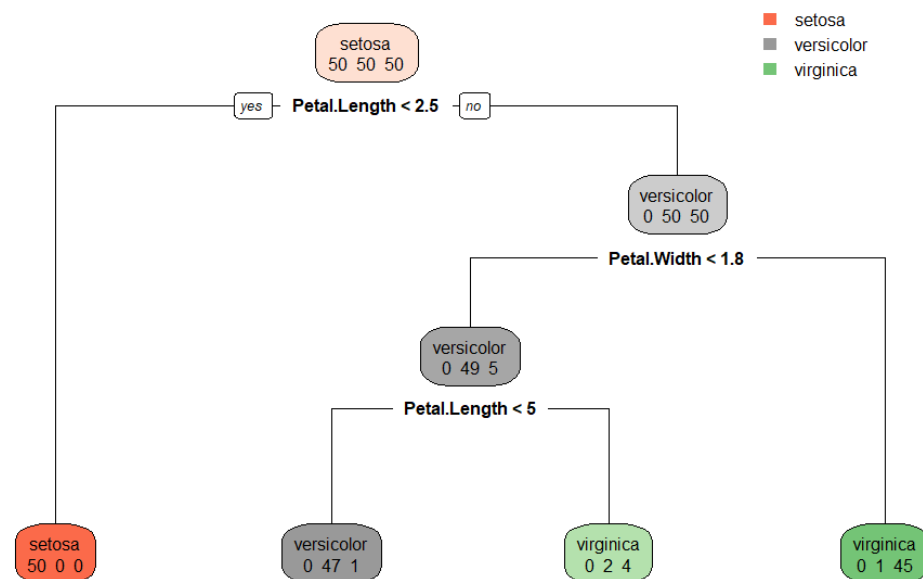 setosa
50 50 50
setosa
versicolor
virginica
yes
Petal.Length < 2.5
no
versicolor
0 50 50
Petal.Width < 1.8
versicolor
0 49 5
Petal.Length < 5
setosa
50 0 0
versicolor
0 47 1
virginica
0 2 4
virginica
0 1 45